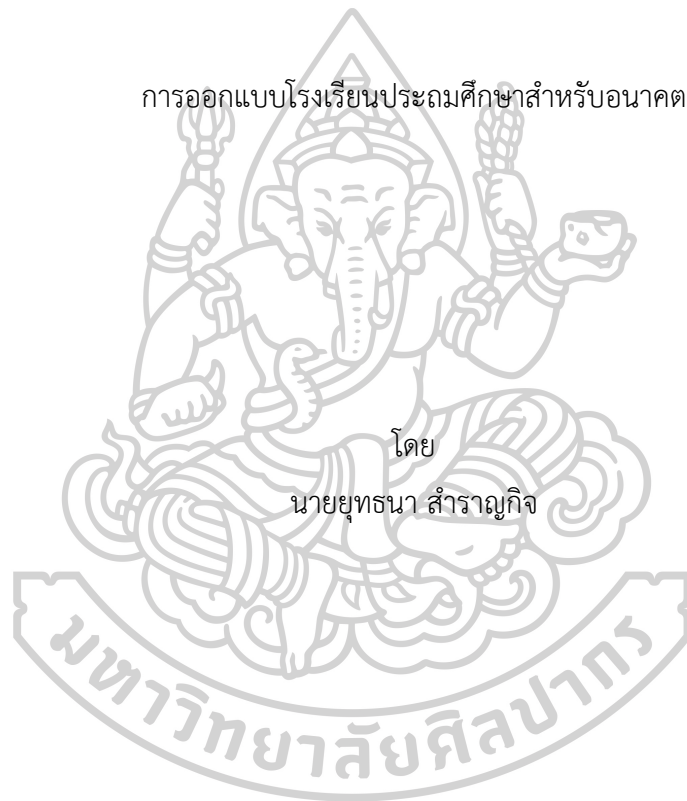 การออกแบบโรงเรียนประถมศึกษาสำหรับอนาคต
โดย
นายยุทธนา สำราญกิจ
มหาวิทยาลัยศิลปากร